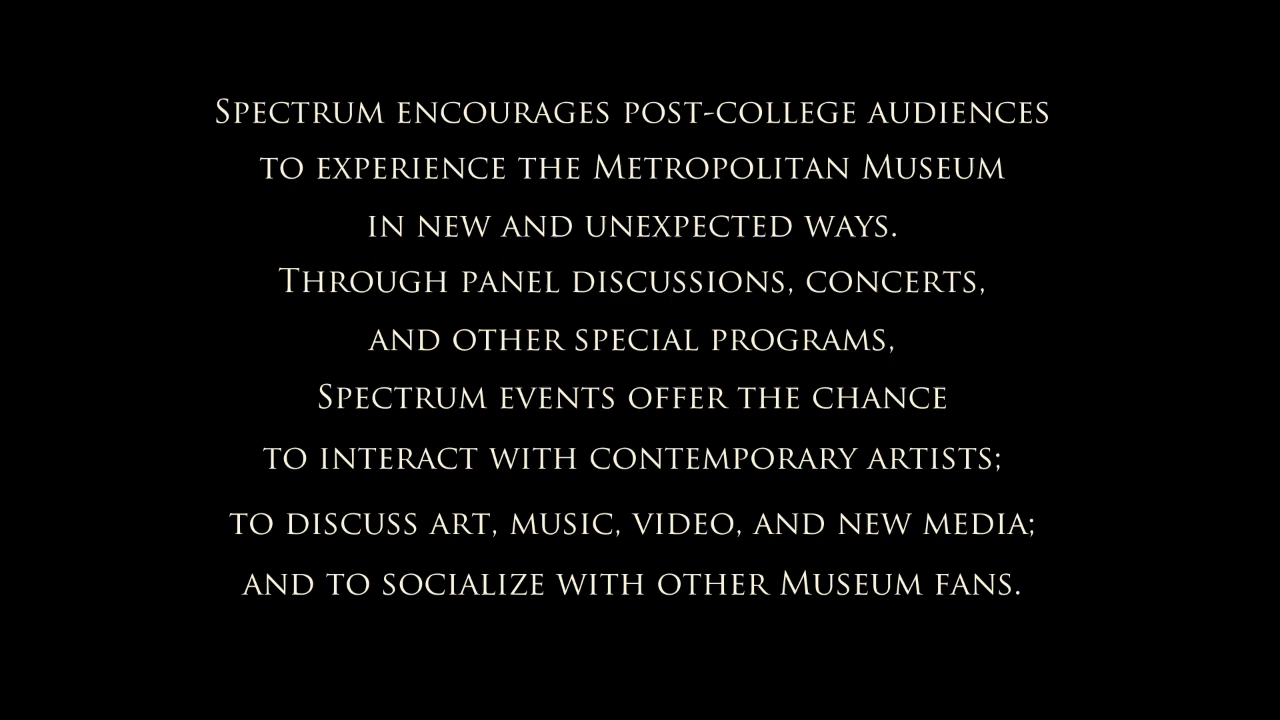 Spectrum encourages post-college audiences
to experience the Metropolitan Museum
in new and unexpected ways.
Through panel discussions, concerts,
and other special programs,
Spectrum events offer the chance
to interact with contemporary artists;
to discuss art, music, video, and new media;
and to socialize with other Museum fans.